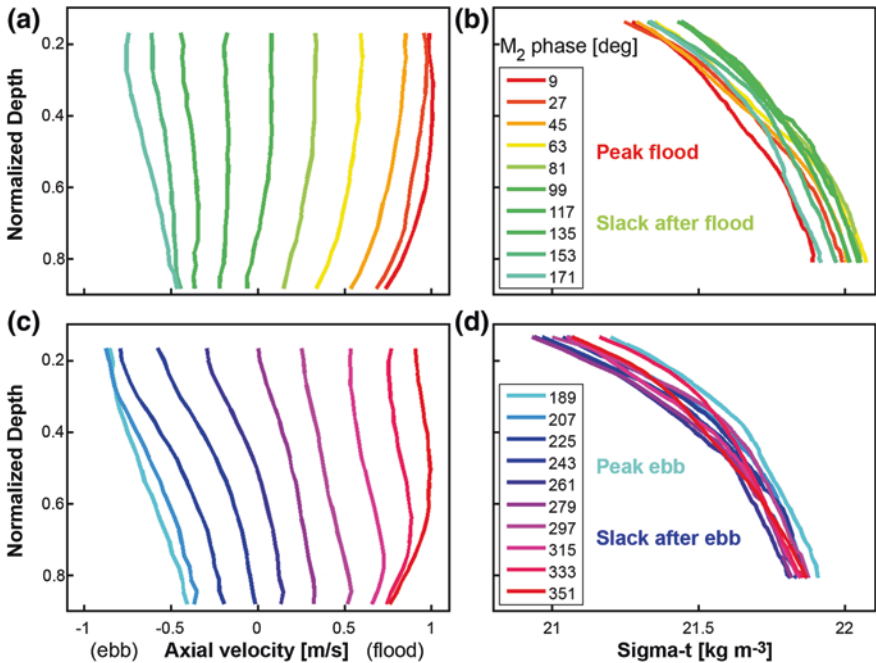 (a)
(b)
0.2
0.4
0.6
0.8
Normalized Depth
M2 phase [deg]
9
27
45
63
81
99
117
135
153
171
Peak flood
Slack after flood
(c)
(d)
0.2
0.4
0.6
0.8
Normalized Depth
189
207
225
243
261
279
297
315
333
351
Peak ebb
Slack after ebb
-1 -0.5 0 0.5 1
(ebb) Axial velocity [m/s] (flood)
21 21.5 22
Sigma-t [kg m-3]